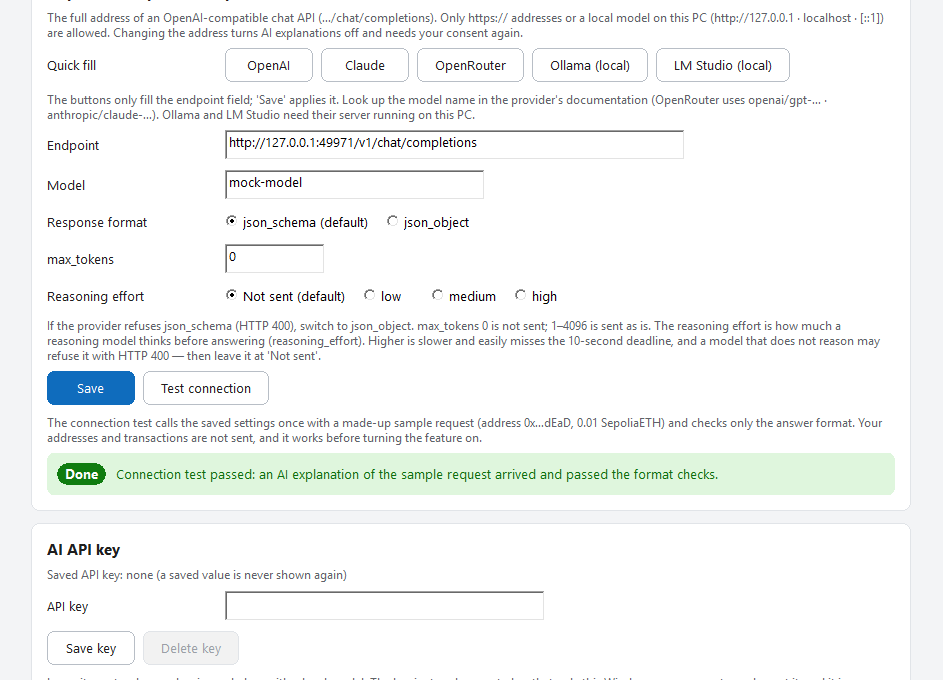 The full address of an OpenAI-compatible chat API (.../chat/completions). Only https:// addresses or a local model on this PC (http://127.0.0.1 · localhost · [::1])
are allowed. Changing the address turns AI explanations off and needs your consent again.
Quick fill
OpenAI
Claude
OpenRouter
Ollama (local)
LM Studio (local)
The buttons only fill the endpoint field; 'Save' applies it. Look up the model name in the provider's documentation (OpenRouter uses openai/gpt-... ·
anthropic/claude-...). Ollama and LM Studio need their server running on this PC.
Endpoint
http://127.0.0.1:49971/v1/chat/completions
Model
mock-model
Response format
json_schema (default)
json_object
max_tokens
0
Reasoning effort
Not sent (default)
low
medium
high
If the provider refuses json_schema (HTTP 400), switch to json_object. max_tokens 0 is not sent; 1–4096 is sent as is. The reasoning effort is how much a
reasoning model thinks before answering (reasoning_effort). Higher is slower and easily misses the 10-second deadline, and a model that does not reason may
refuse it with HTTP 400 — then leave it at 'Not sent'.
Save
Test connection
The connection test calls the saved settings once with a made-up sample request (address 0x...dEaD, 0.01 SepoliaETH) and checks only the answer format. Your
addresses and transactions are not sent, and it works before turning the feature on.
Done
Connection test passed: an AI explanation of the sample request arrived and passed the format checks.
AI API key
Saved API key: none (a saved value is never shown again)
API key
Save key
Delete key